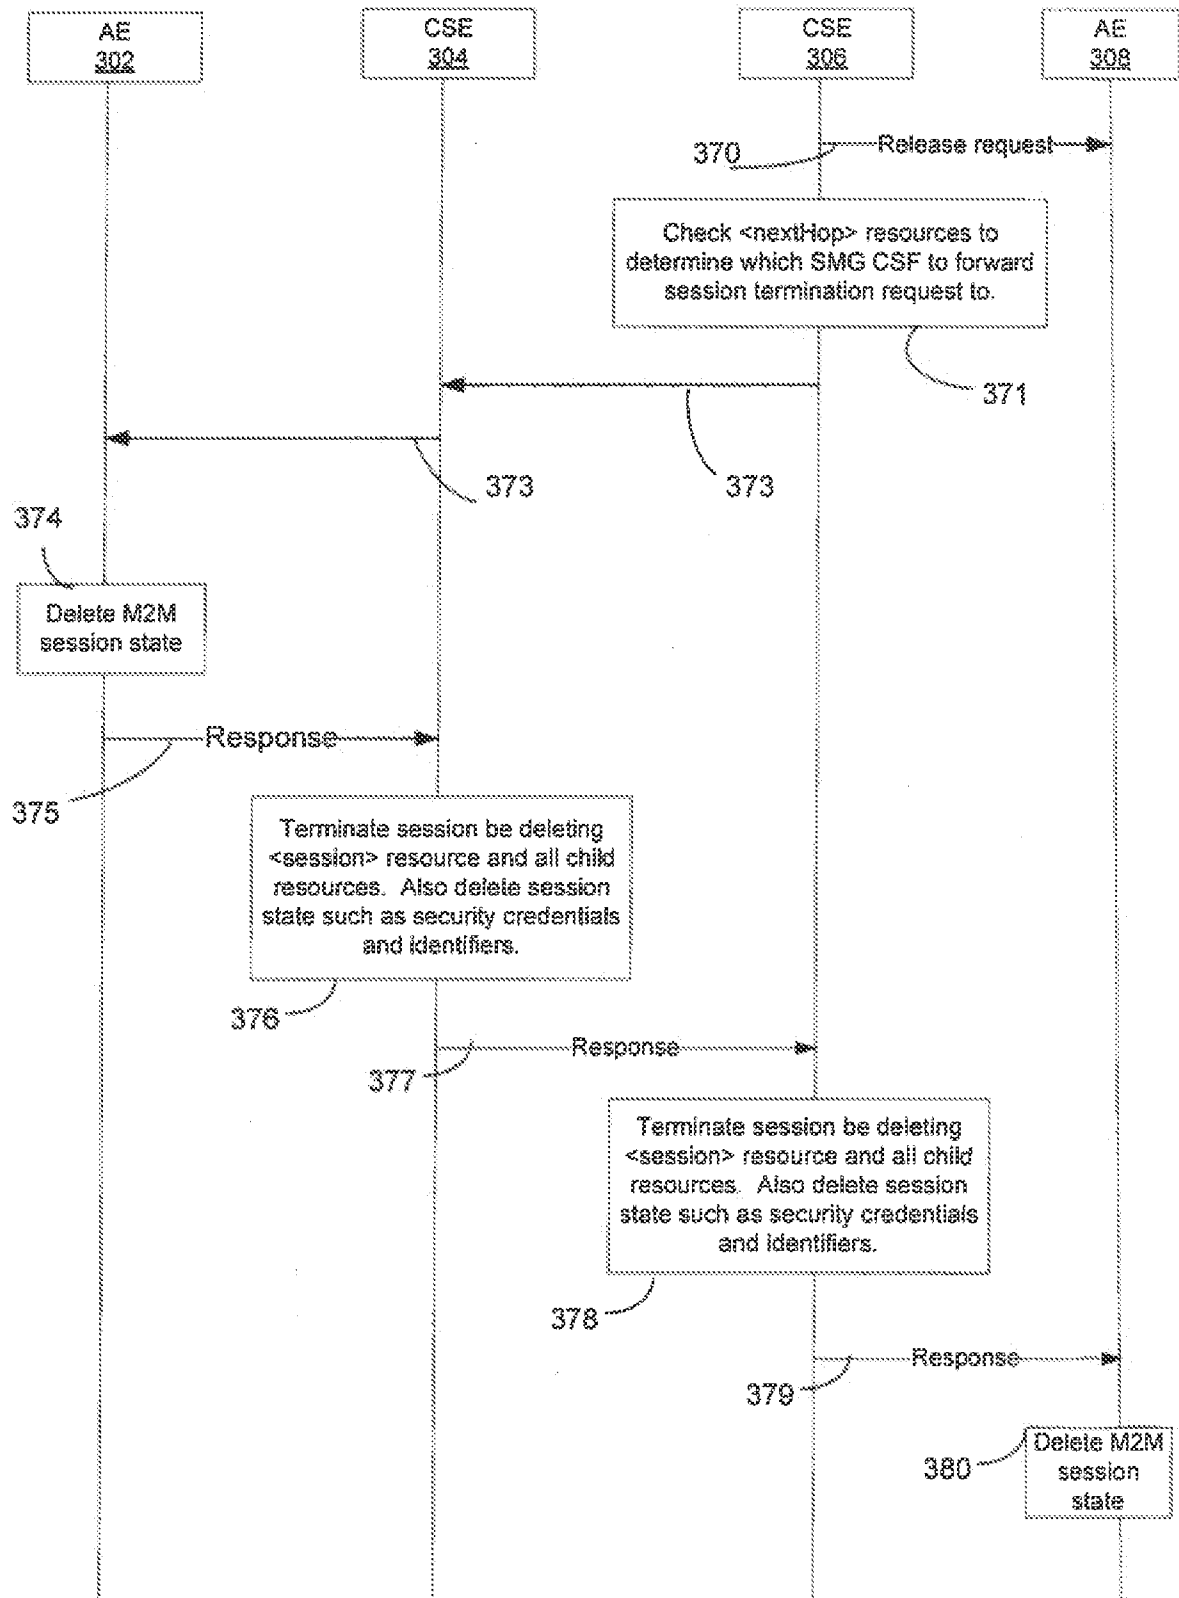 AE
302
CSE
304
CSE
306
AE
308
370
Release request
Check <nextHop> resources to
determine which SMG CSF to forward
session termination request to.
371
373
373
374
Delete M2M
session state
Response
375
Terminate session be deleting
<session> resource and all child
resources. Also delete session
state such as security credentials
and identifiers.
376
Response
377
Terminate session be deleting
<session> resource and all child
resources. Also delete session
state such as security credentials
and identifiers.
378
Response
379
380
Delete M2M
session
state